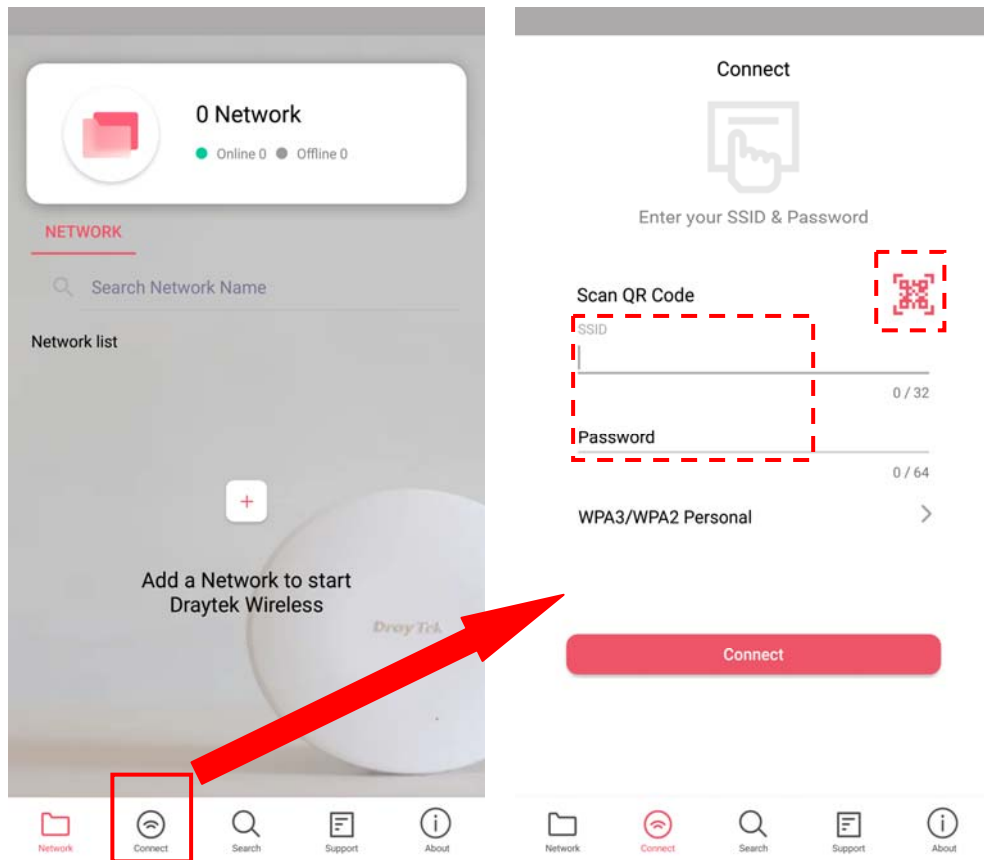 0 Network
Online 0
Offline 0
NETWORK
Search Network Name
Network list
+
Add a Network to start
Draytek Wireless
DrayTek
Network
Connect
Search
Support
About
Connect
Enter your SSID & Password
Scan QR Code
SSID
0 / 32
Password
0 / 64
WPA3/WPA2 Personal
Connect
Network
Connect
Search
Support
About